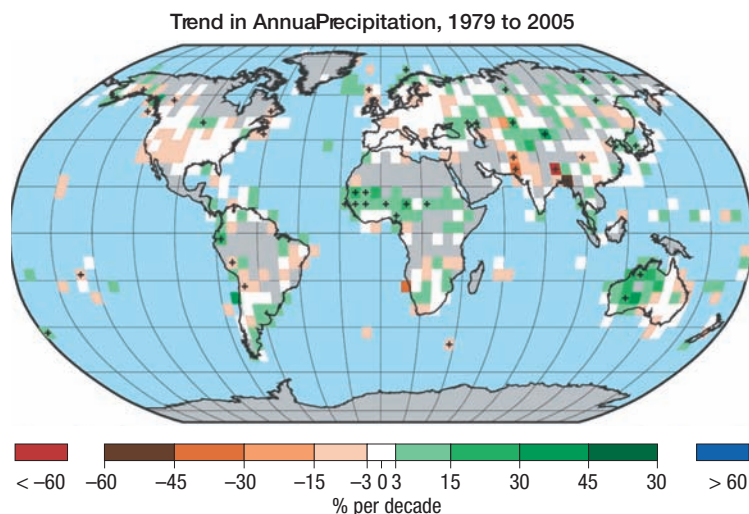 Trend in AnnuaPrecipitation, 1979 to 2005
< –60 –60 –45 –30 –15 –3 0 3 15 30 45 30 > 60
% per decade